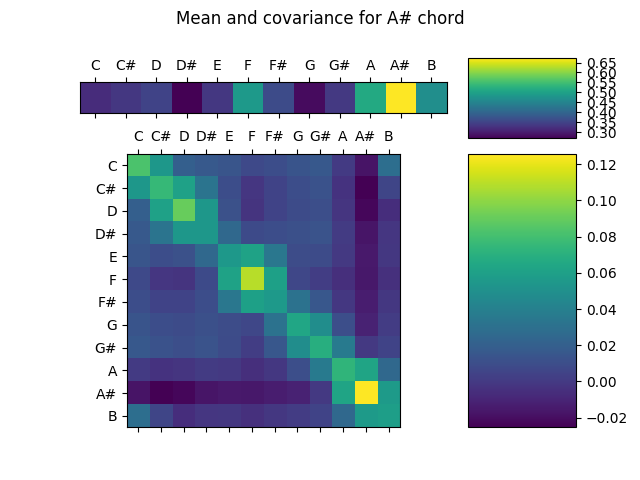 Mean and covariance for A# chord
C C# D D# E F F# G G# A A# B
0.65
0.60
0.55
0.50
0.45
0.40
0.35
0.30
C C# D D# E F F# G G# A A# B
C
C#
D
D#
E
F
F#
G
G#
A
A#
B
0.12
0.10
0.08
0.06
0.04
0.02
0.00
−0.02